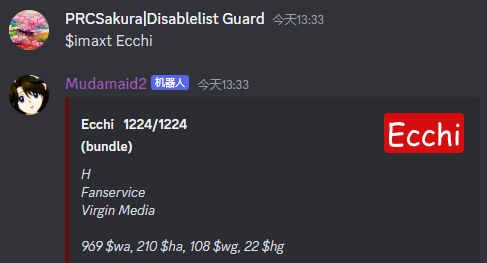 PRCSakura|Disablelist Guard 今天13:33
$imaxt Ecchi
Mudamaid2 机器人 今天13:33
Ecchi 1224/1224
(bundle)
Ecchi
H
Fanservice
Virgin Media
969 $wa, 210 $ha, 108 $wg, 22 $hg